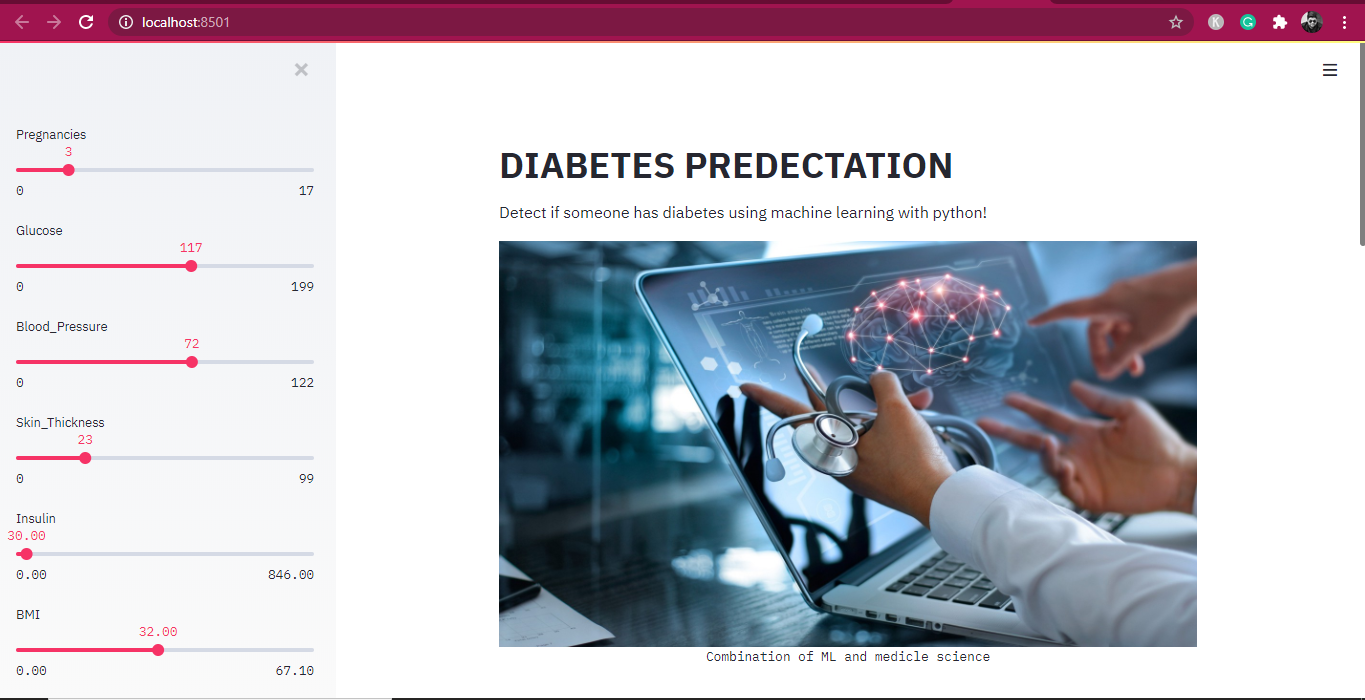 localhost:8501
Pregnancies
3
0 17
Glucose
117
0 199
Blood_Pressure
72
0 122
Skin_Thickness
23
0 99
Insulin
30.00
0.00 846.00
BMI
32.00
0.00 67.10
DIABETES PREDECTATION
Detect if someone has diabetes using machine learning with python!
Brain analysis
Combination of ML and medicle science